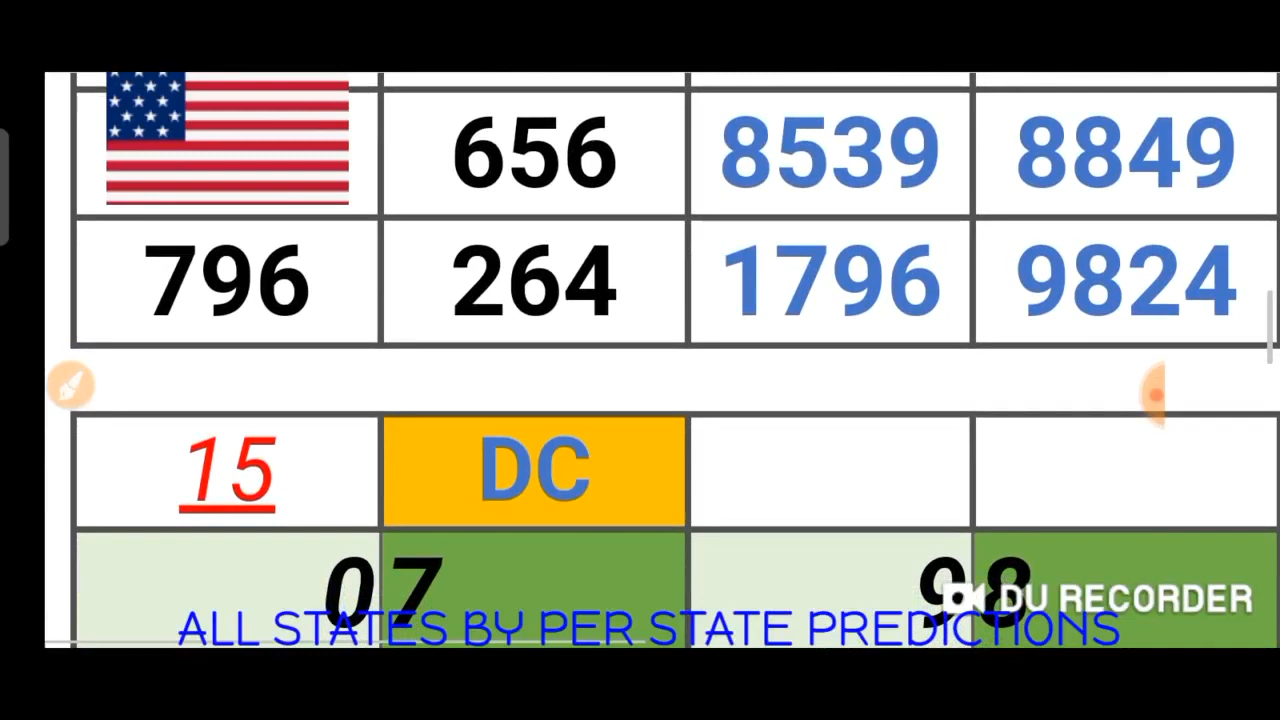 656 8539 8849
796 264 1796 9824
15 DC
07 98
DU RECORDER
ALL STATES BY PER STATE PREDICTIONS